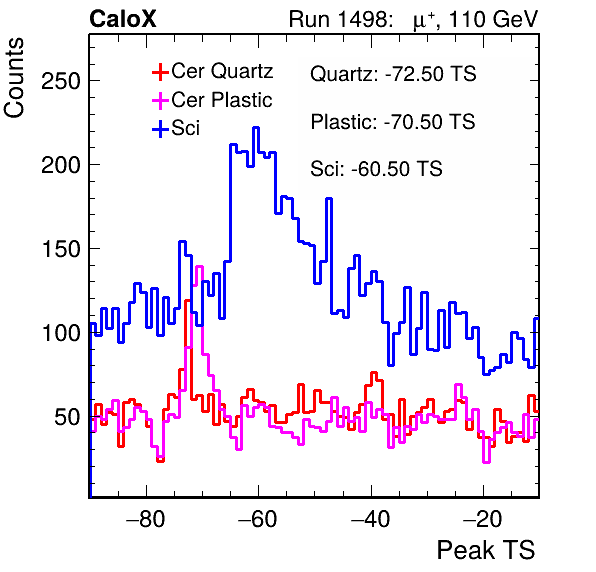 CaloX Run 1498: μ⁺, 110 GeV
Counts
Cer Quartz
Cer Plastic
Sci
Quartz: -72.50 TS
Plastic: -70.50 TS
Sci: -60.50 TS
250
200
150
100
50
−80 −60 −40 −20
Peak TS